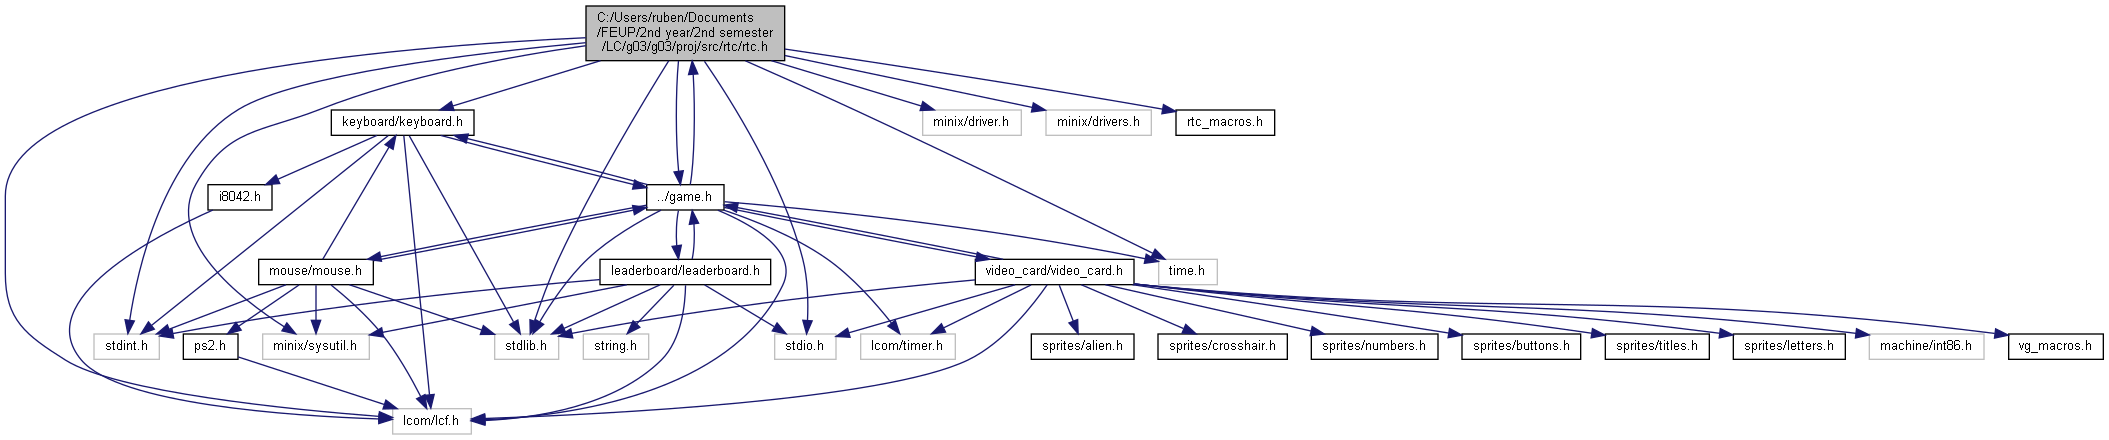 C:/Users/ruben/Documents
/FEUP/2nd year/2nd semester
/LC/g03/g03/proj/src/rtc/rtc.h
keyboard/keyboard.h
minix/driver.h
minix/drivers.h
rtc_macros.h
i8042.h
../game.h
mouse/mouse.h
leaderboard/leaderboard.h
video_card/video_card.h
time.h
stdint.h
ps2.h
minix/sysutil.h
stdlib.h
string.h
stdio.h
lcom/timer.h
sprites/alien.h
sprites/crosshair.h
sprites/numbers.h
sprites/buttons.h
sprites/titles.h
sprites/letters.h
machine/int86.h
vg_macros.h
lcom/lcf.h